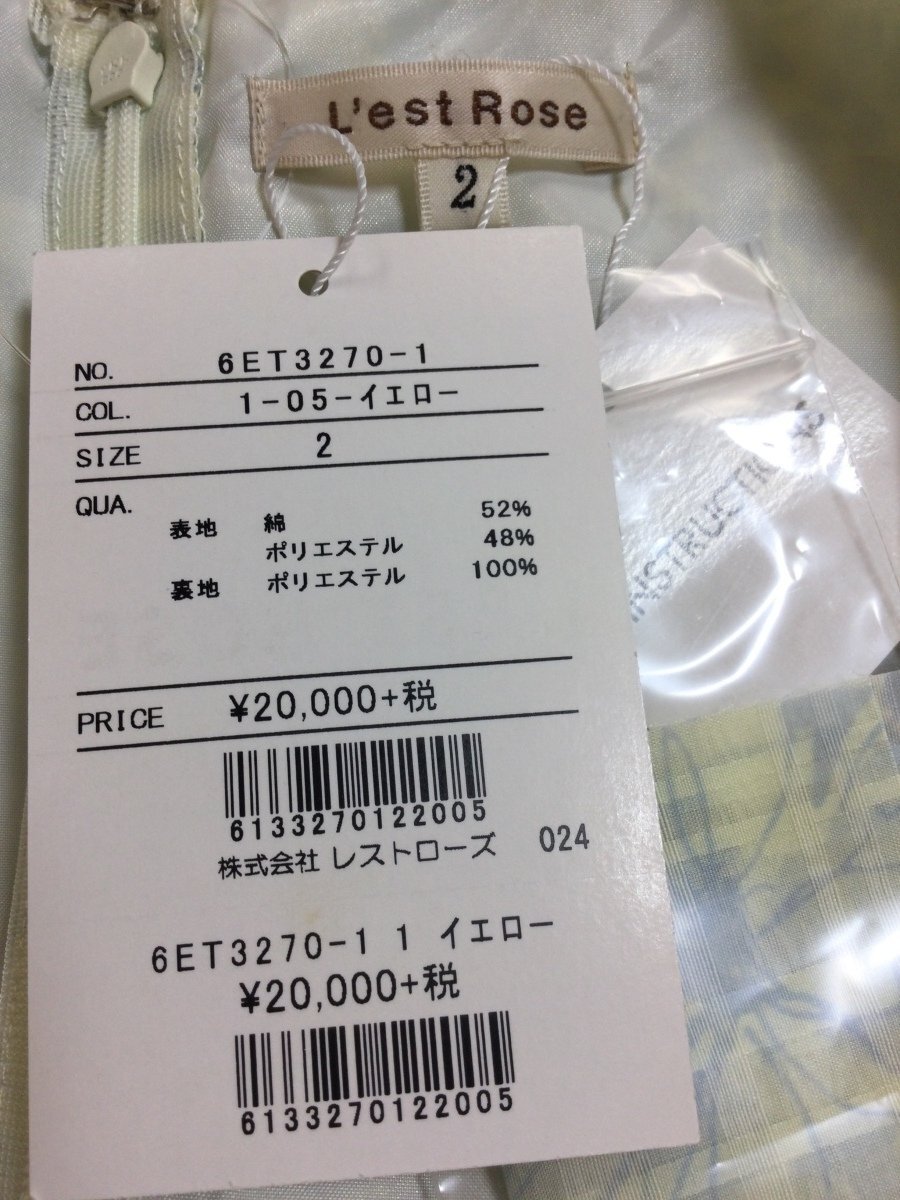 L'est Rose
2
NO. 6ET3270-1
COL. 1-05-イエロー
SIZE 2
QUA.
表地 綿 52%
ポリエステル 48%
裏地 ポリエステル 100%
PRICE ¥20,000+税
6133270122005
株式会社 レストローズ 024
6ET3270-1 1 イエロー
¥20,000+税
6133270122005